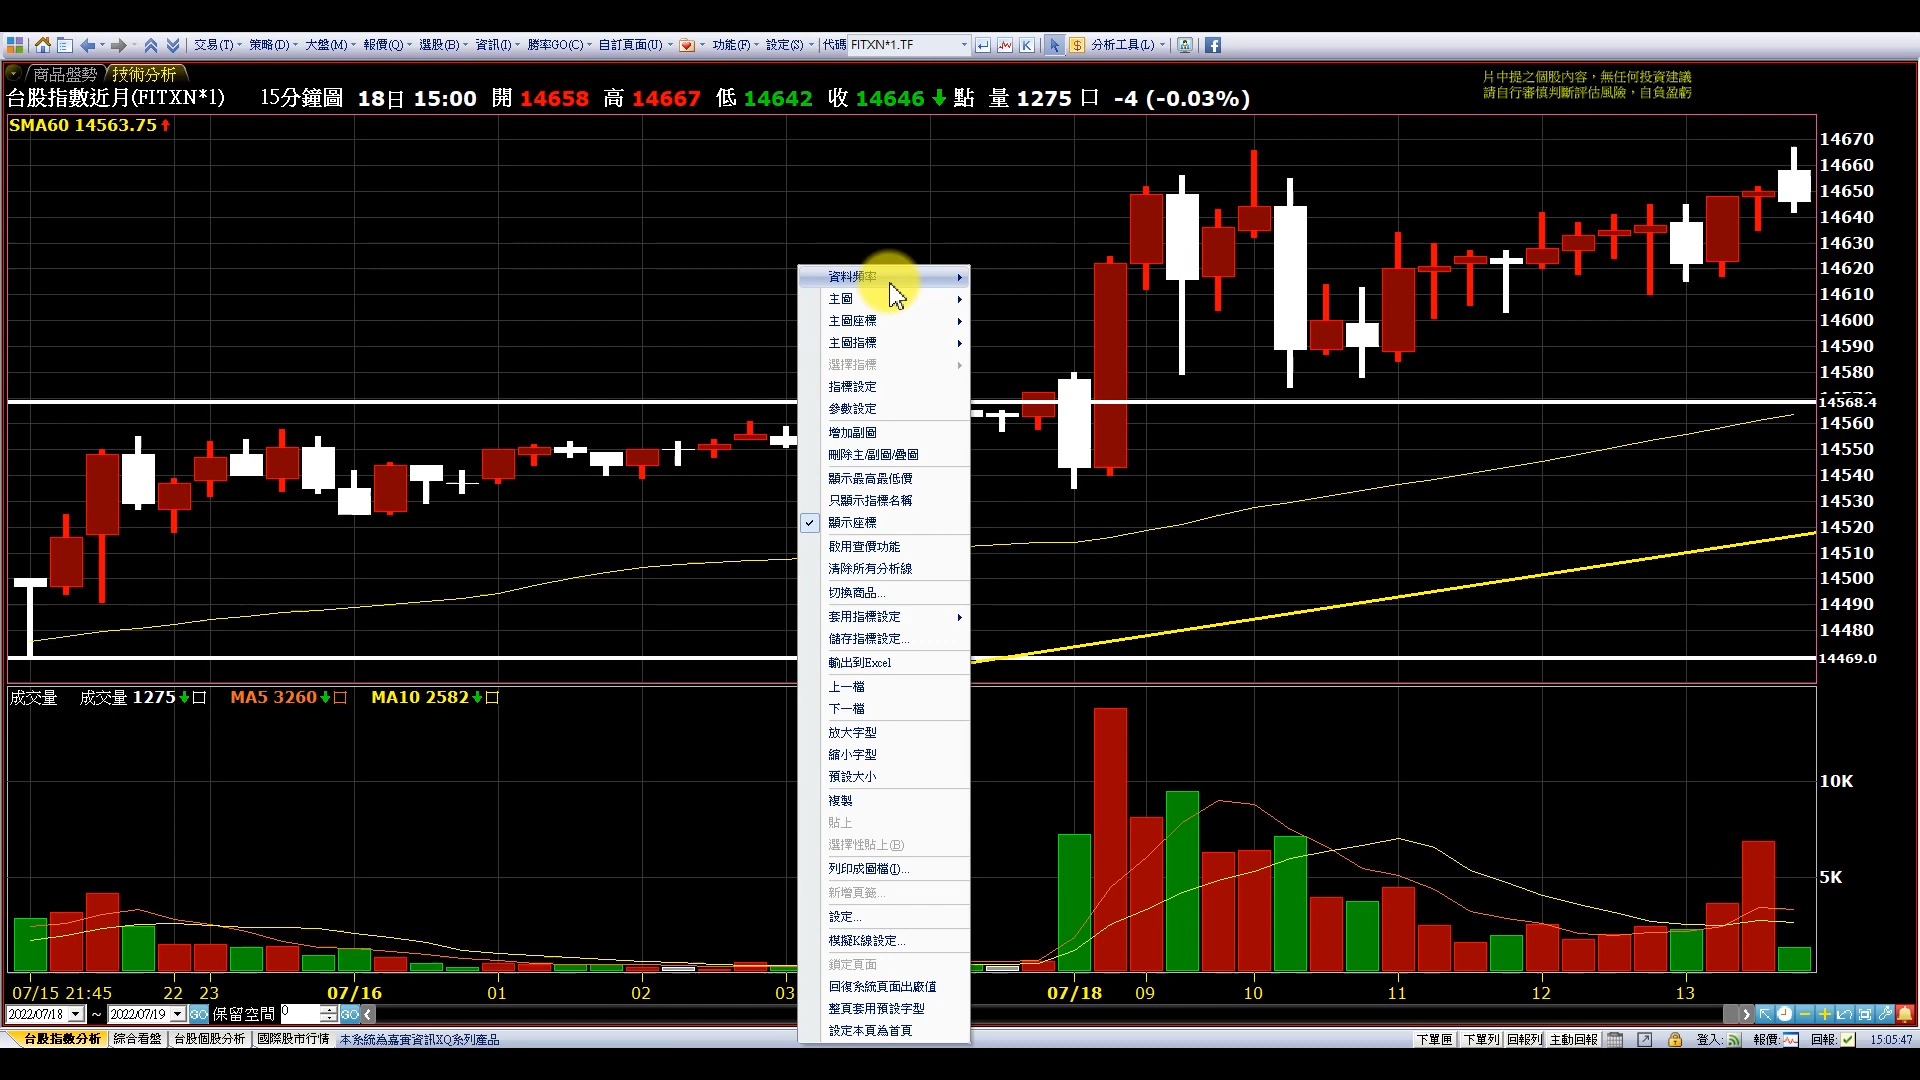 交易(T) 策略(D) 大盤(M) 報價(Q) 選股(B) 資訊(I) 勝率GO(C) 自訂頁面(U) 功能(F) 設定(S) 代碼 FITXN*1.TF K $ 分析工具(L)
商品盤勢 技術分析
片中提之個股內容，無任何投資建議
請自行審慎判斷評估風險，自負盈虧
台股指數近月(FITXN*1) 15分鐘圖 18日 15:00 開 14658 高 14667 低 14642 收 14646 點 量 1275 口 -4 (-0.03%)
SMA60 14563.75
14670
14660
14650
14640
14630
14620
14610
14600
14590
14580
14568.4
14560
14550
14540
14530
14520
14510
14500
14490
14480
14469.0
資料頻率
主圖
主圖座標
主圖指標
選擇指標
指標設定
參數設定
增加副圖
刪除主/副圖/疊圖
顯示最高最低價
只顯示指標名稱
顯示座標
啟用查價功能
清除所有分析線
切換商品...
套用指標設定
儲存指標設定...
輸出到Excel
上一檔
下一檔
放大字型
縮小字型
預設大小
複製
貼上
選擇性貼上(B)
列印成圖檔(I)...
新增頁籤...
設定...
模擬K線設定...
鎖定頁面
回復系統頁面出廠值
整頁套用預設字型
設定本頁為首頁
成交量 成交量 1275 MA5 3260 MA10 2582
10K
5K
07/15 21:45 22 23 07/16 01 02 03 07/18 09 10 11 12 13
2022/07/18 ~ 2022/07/19 GO 保留空間 0 GO
台股指數分析 綜合看盤 台股個股分析 國際股市行情 本系統為嘉實資訊XQ系列產品 下單匣 下單列 回報列 主動回報 登入: 報價: 回報: 15:05:47